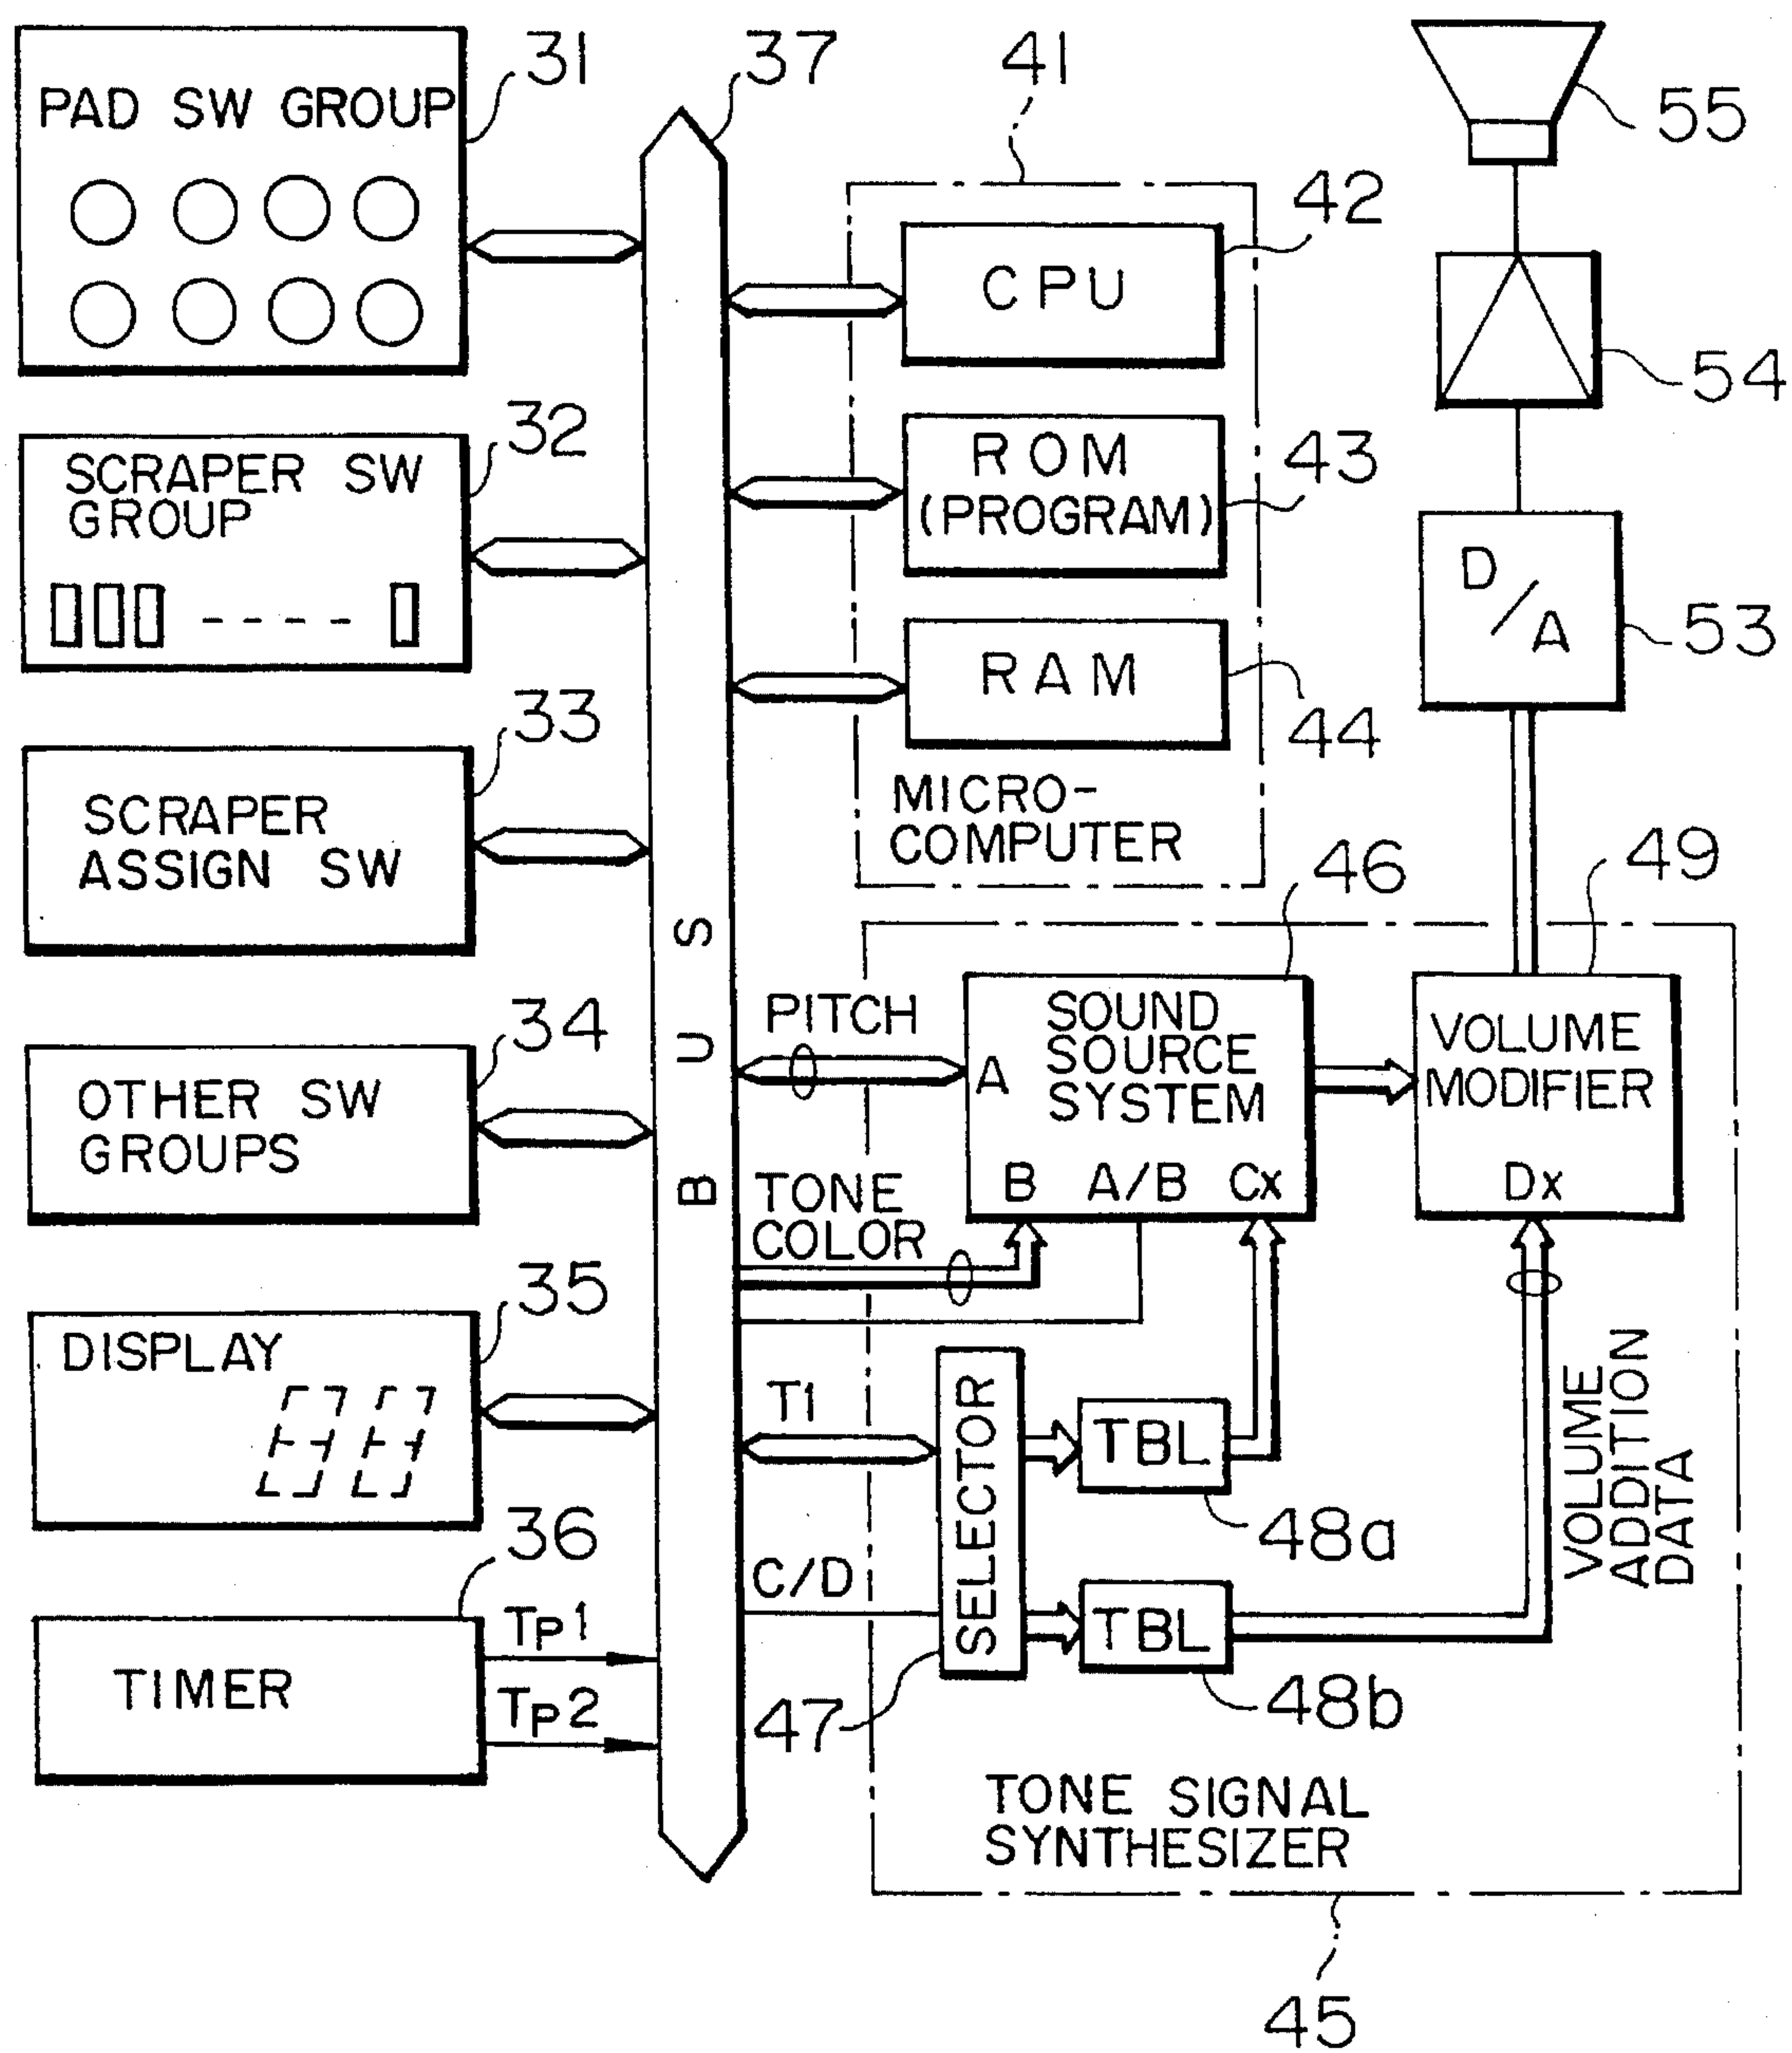 PAD SW GROUP
31
SCRAPER SW
GROUP
32
SCRAPER
ASSIGN SW
33
OTHER SW
GROUPS
34
DISPLAY
88
35
TIMER
36
Tp1
Tp2
37
BUS
41
CPU
42
ROM
(PROGRAM)
43
RAM
44
MICRO-
COMPUTER
55
54
D/A
53
49
46
PITCH
A
SOUND
SOURCE
SYSTEM
B A/B Cx
VOLUME
MODIFIER
Dx
TONE
COLOR
T1
C/D
SELECTOR
47
TBL
48a
TBL
48b
VOLUME
ADDITION
DATA
TONE SIGNAL
SYNTHESIZER
45